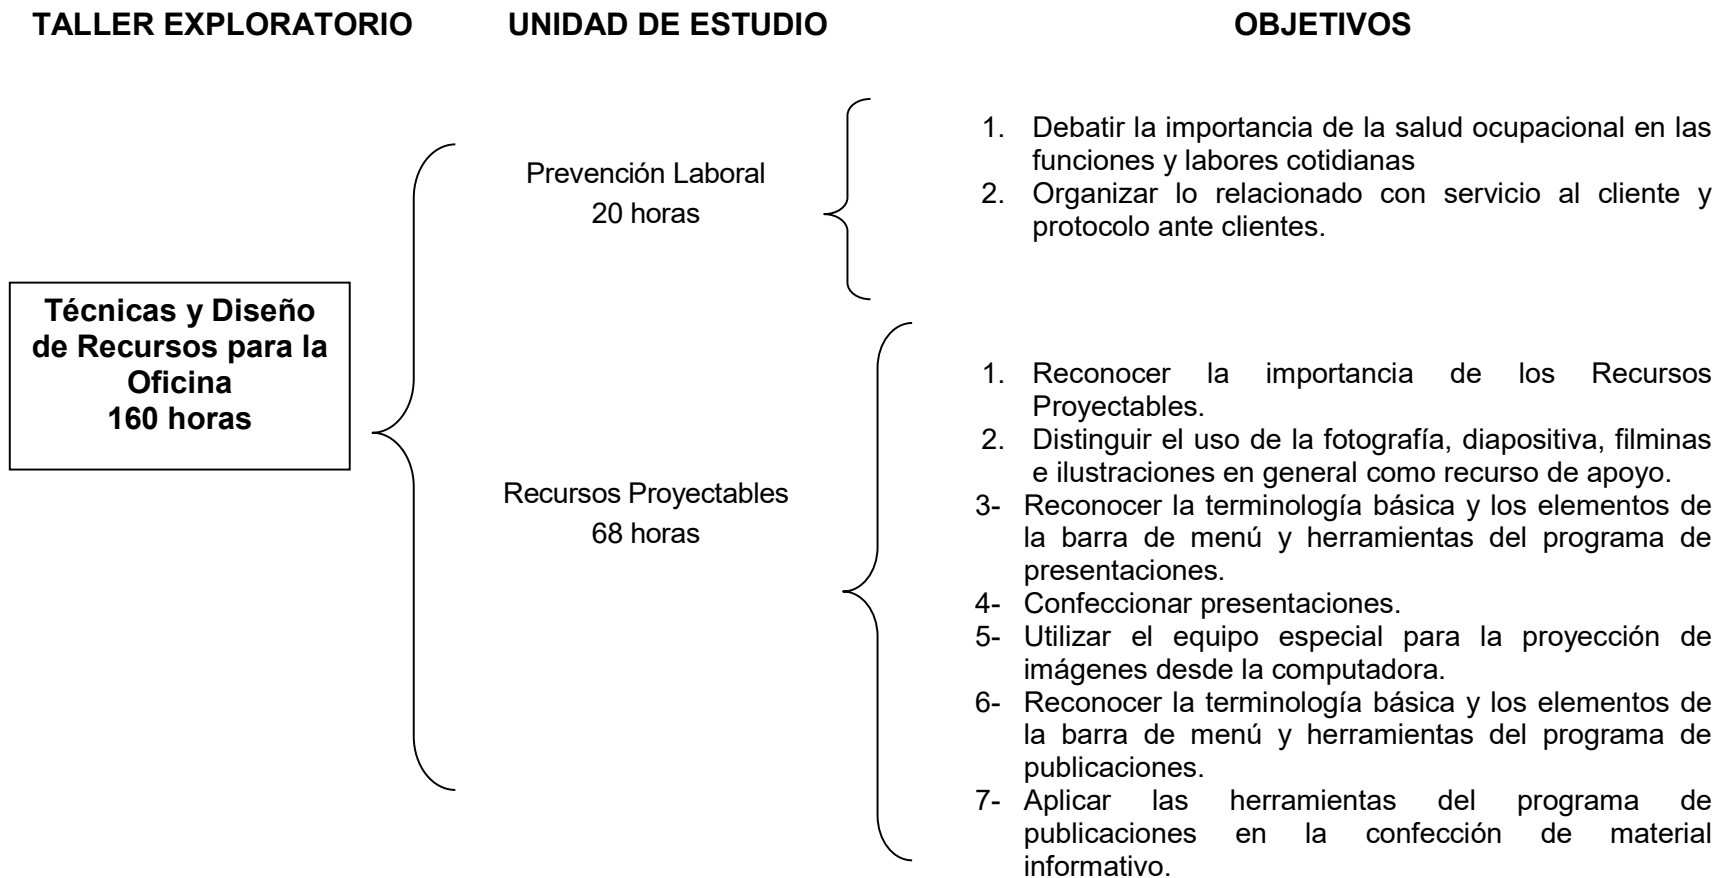 TALLER EXPLORATORIO UNIDAD DE ESTUDIO OBJETIVOS
Técnicas y Diseño
de Recursos para la
Oficina
160 horas
Prevención Laboral
20 horas
1. Debatir la importancia de la salud ocupacional en las
funciones y labores cotidianas
2. Organizar lo relacionado con servicio al cliente y
protocolo ante clientes.
Recursos Proyectables
68 horas
1. Reconocer la importancia de los Recursos
Proyectables.
2. Distinguir el uso de la fotografía, diapositiva, filminas
e ilustraciones en general como recurso de apoyo.
3- Reconocer la terminología básica y los elementos de
la barra de menú y herramientas del programa de
presentaciones.
4- Confeccionar presentaciones.
5- Utilizar el equipo especial para la proyección de
imágenes desde la computadora.
6- Reconocer la terminología básica y los elementos de
la barra de menú y herramientas del programa de
publicaciones.
7- Aplicar las herramientas del programa de
publicaciones en la confección de material
informativo.